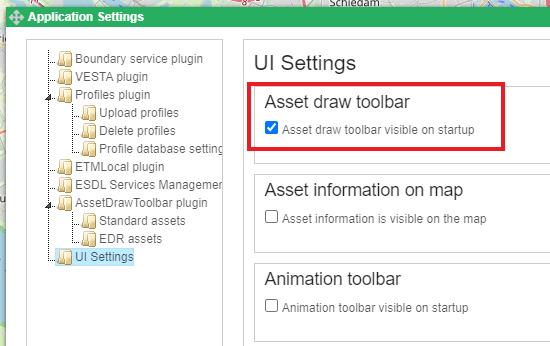 Schiedam
Application Settings
Boundary service plugin
VESTA plugin
Profiles plugin
Upload profiles
Delete profiles
Profile database setting
ETMLocal plugin
ESDL Services Managemen
AssetDrawToolbar plugin
Standard assets
EDR assets
UI Settings
UI Settings
Asset draw toolbar
Asset draw toolbar visible on startup
Asset information on map
Asset information is visible on the map
Animation toolbar
Animation toolbar visible on startup